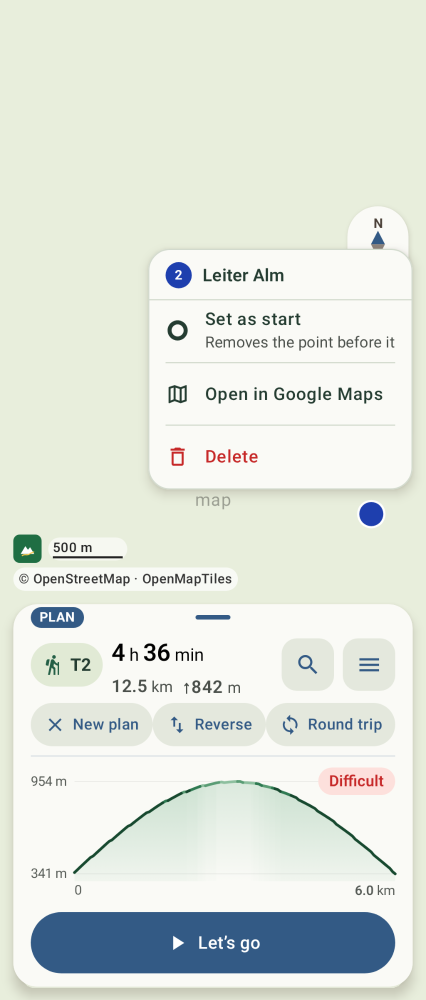 N
2 Leiter Alm
Set as start
Removes the point before it
Open in Google Maps
Delete
map
500 m
© OpenStreetMap · OpenMapTiles
PLAN
T2
4 h 36 min
12.5 km ↑842 m
New plan
Reverse
Round trip
954 m
Difficult
341 m
0
6.0 km
Let’s go